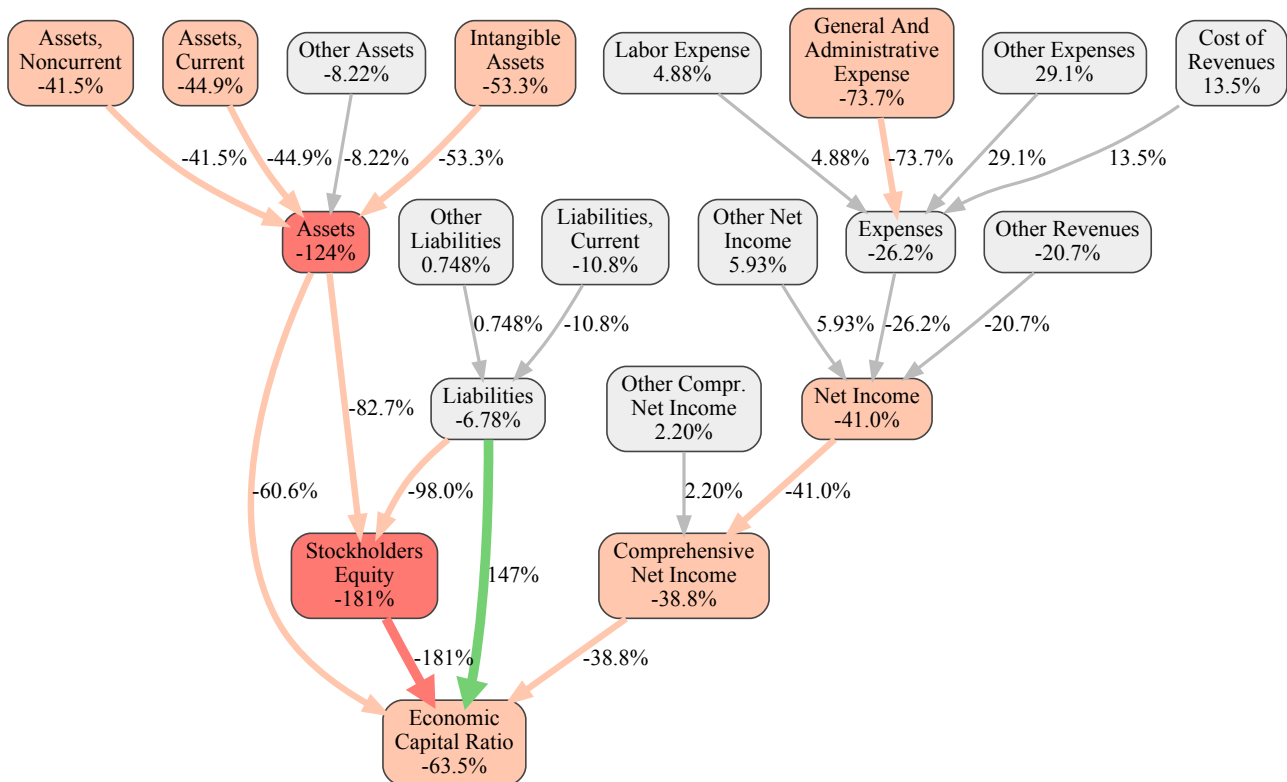 Assets,
Noncurrent
-41.5%
Assets,
Current
-44.9%
Other Assets
-8.22%
Intangible
Assets
-53.3%
Labor Expense
4.88%
General And
Administrative
Expense
-73.7%
Other Expenses
29.1%
Cost of
Revenues
13.5%
-41.5%
-44.9%
-8.22%
-53.3%
4.88%
-73.7%
29.1%
13.5%
Assets
-124%
Other
Liabilities
0.748%
Liabilities,
Current
-10.8%
Other Net
Income
5.93%
Expenses
-26.2%
Other Revenues
-20.7%
0.748%
-10.8%
5.93%
-26.2%
-20.7%
-82.7%
Liabilities
-6.78%
Other Compr.
Net Income
2.20%
Net Income
-41.0%
-60.6%
-98.0%
2.20%
-41.0%
Stockholders
Equity
-181%
147%
Comprehensive
Net Income
-38.8%
-181%
-38.8%
Economic
Capital Ratio
-63.5%